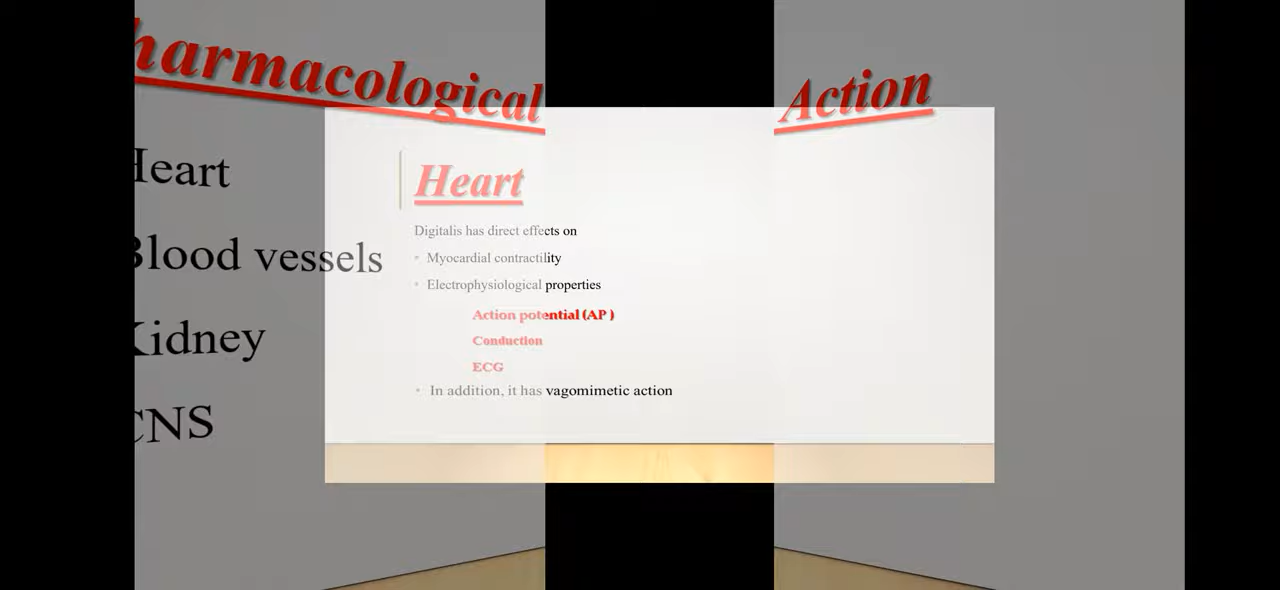 harmacological Action
Heart
Blood vessels
Kidney
CNS
Heart
Digitalis has direct effects on
• Myocardial contractility
• Electrophysiological properties
Action potential (AP )
Conduction
ECG
• In addition, it has vagomimetic action